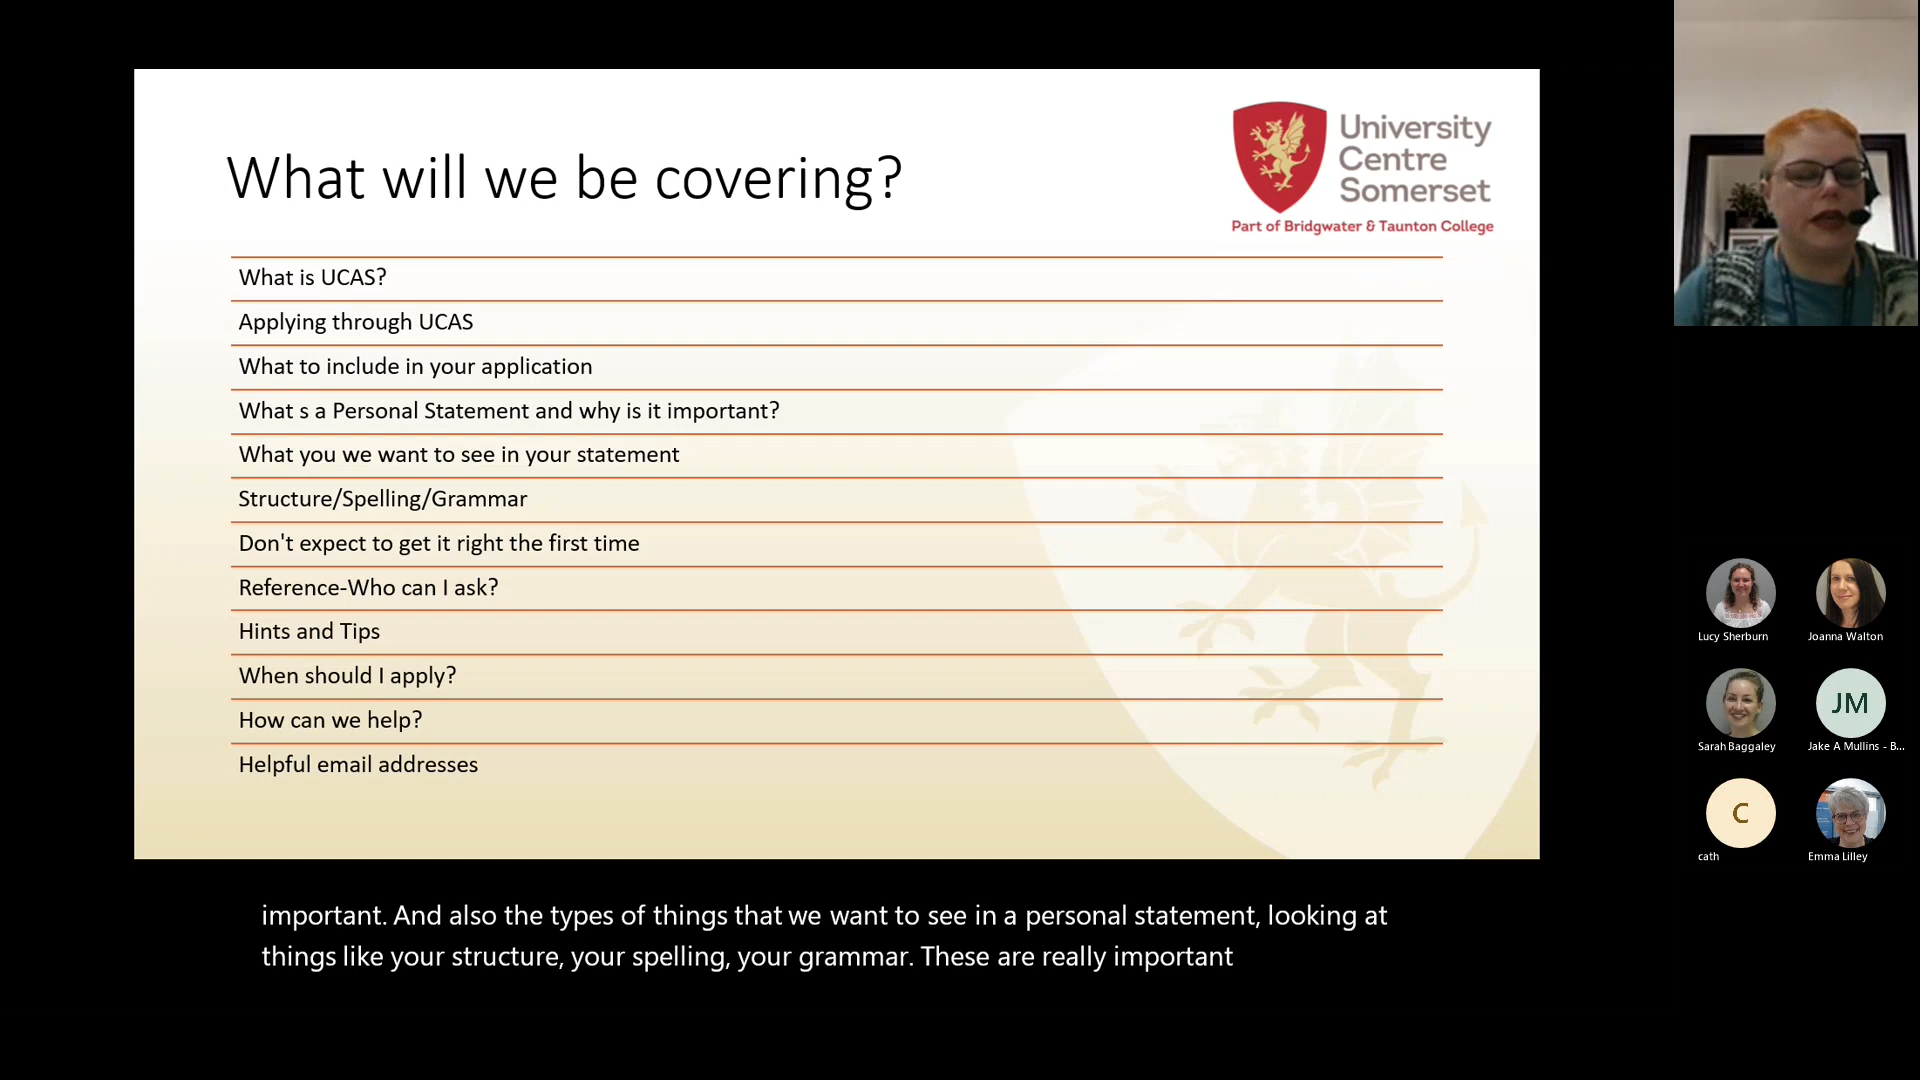 What will we be covering?
University
Centre
Somerset
Part of Bridgwater & Taunton College
What is UCAS?
Applying through UCAS
What to include in your application
What s a Personal Statement and why is it important?
What you we want to see in your statement
Structure/Spelling/Grammar
Don't expect to get it right the first time
Reference-Who can I ask?
Hints and Tips
When should I apply?
How can we help?
Helpful email addresses
Lucy Sherburn
Joanna Walton
Sarah Baggaley
JM
Jake A Mullins - B...
C
cath
Emma Lilley
important. And also the types of things that we want to see in a personal statement, looking at
things like your structure, your spelling, your grammar. These are really important